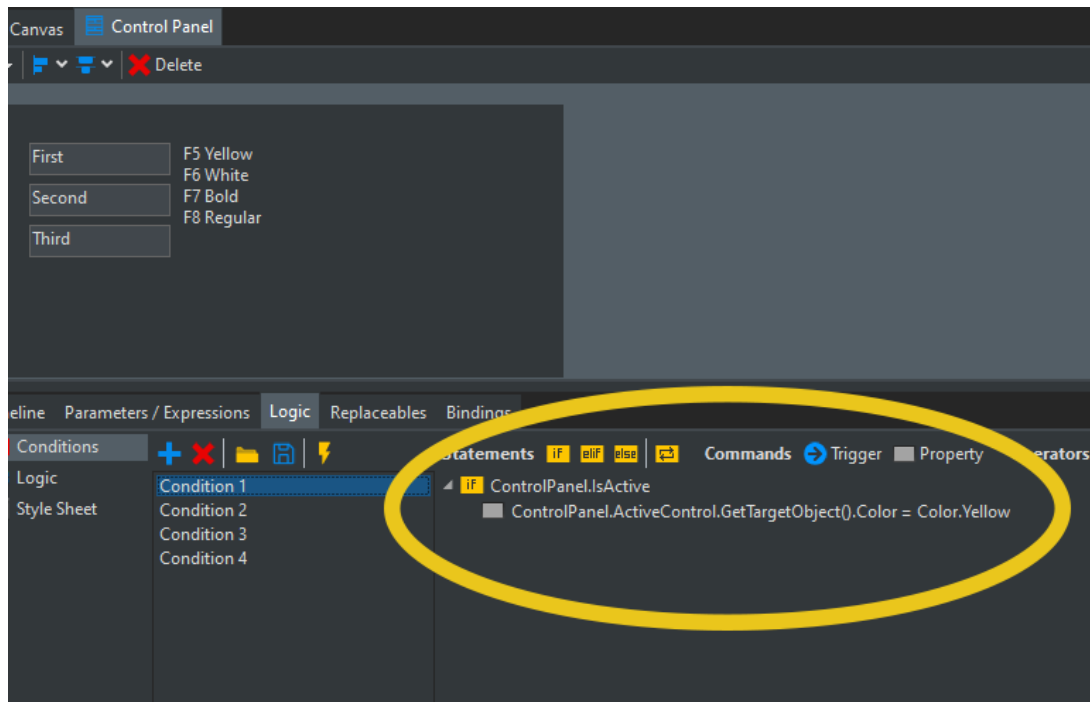 Canvas Control Panel
Delete
First
Second
Third
F5 Yellow
F6 White
F7 Bold
F8 Regular
Parameters / Expressions Logic Replaceables Bindings
Conditions
Logic
Style Sheet
Condition 1
Condition 2
Condition 3
Condition 4
Statements IF elif else Commands Trigger Property
IF ControlPanel.IsActive
ControlPanel.ActiveControl.GetTargetObject().Color = Color.Yellow